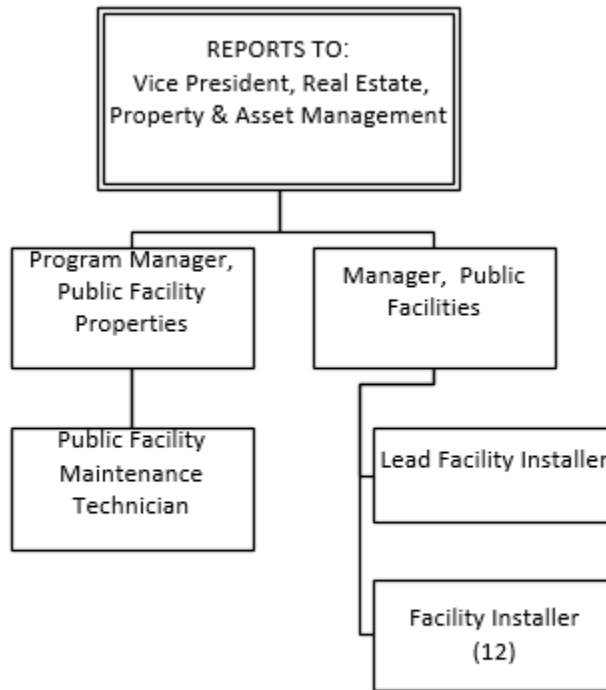 REPORTS TO:
Vice President, Real Estate,
Property & Asset Management
Program Manager,
Public Facility
Properties
Manager, Public
Facilities
Public Facility
Maintenance
Technician
Lead Facility Installer
Facility Installer
(12)